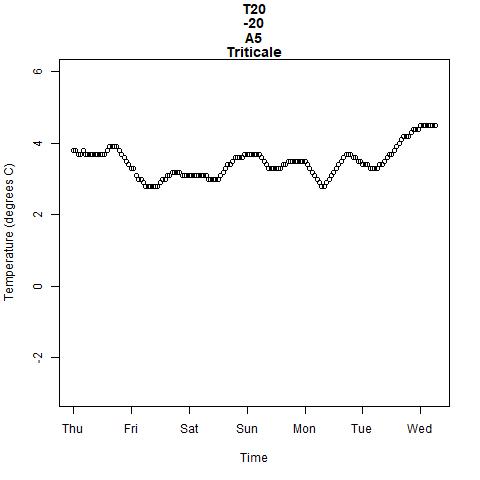 T20
-20
A5
Triticale
Temperature (degrees C)
6
4
2
0
-2
Thu Fri Sat Sun Mon Tue Wed
Time